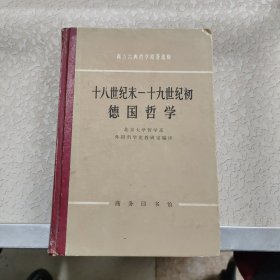 西方古典哲学原著选辑
十八世纪末—十九世纪初
德国哲学
北京大学哲学系
外国哲学史教研室编译
商务印书馆